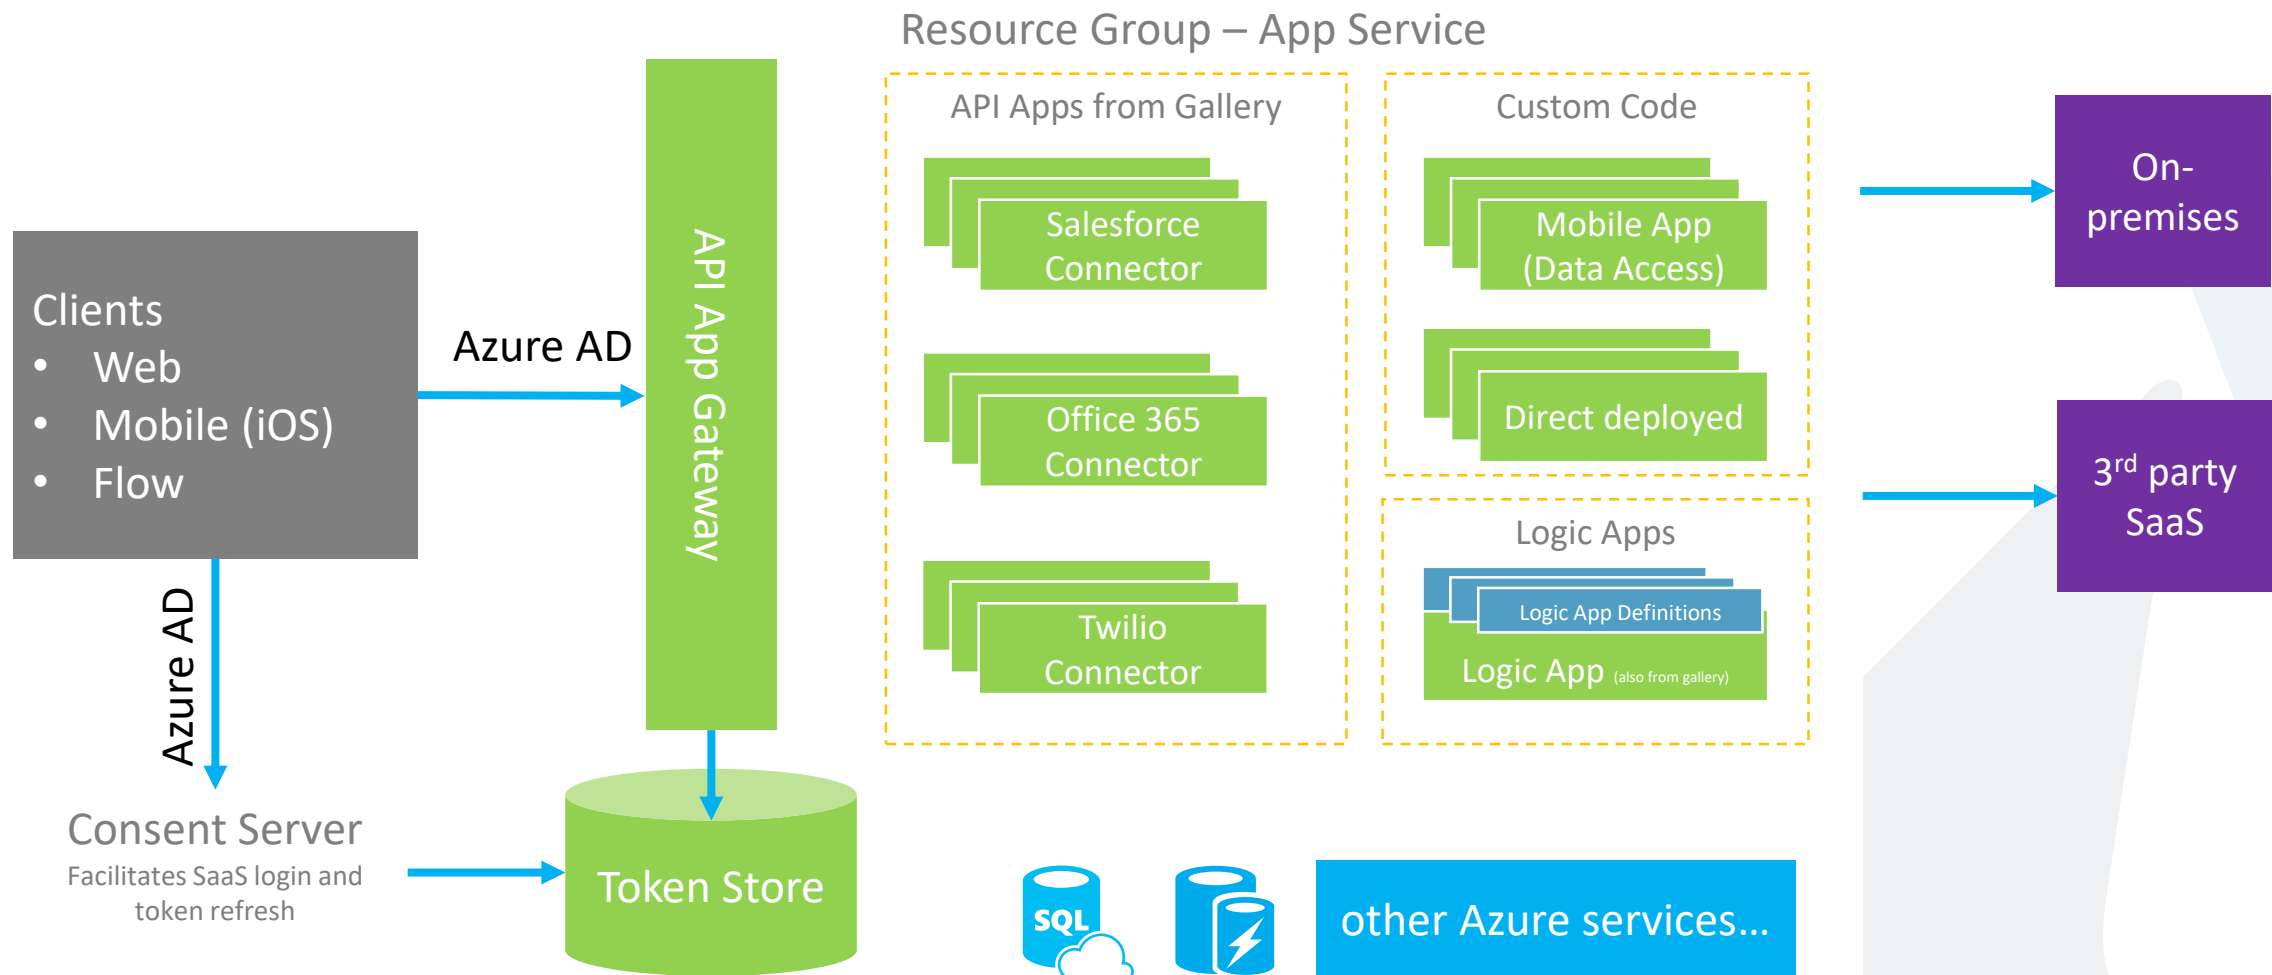 Resource Group – App Service
Clients
• Web
• Mobile (iOS)
• Flow
Azure AD
Azure AD
Consent Server
Facilitates SaaS login and
token refresh
API App Gateway
Token Store
API Apps from Gallery
Salesforce
Connector
Office 365
Connector
Twilio
Connector
Custom Code
Mobile App
(Data Access)
Direct deployed
Logic Apps
Logic App Definitions
Logic App (also from gallery)
On-
premises
3rd party
SaaS
SQL
other Azure services…